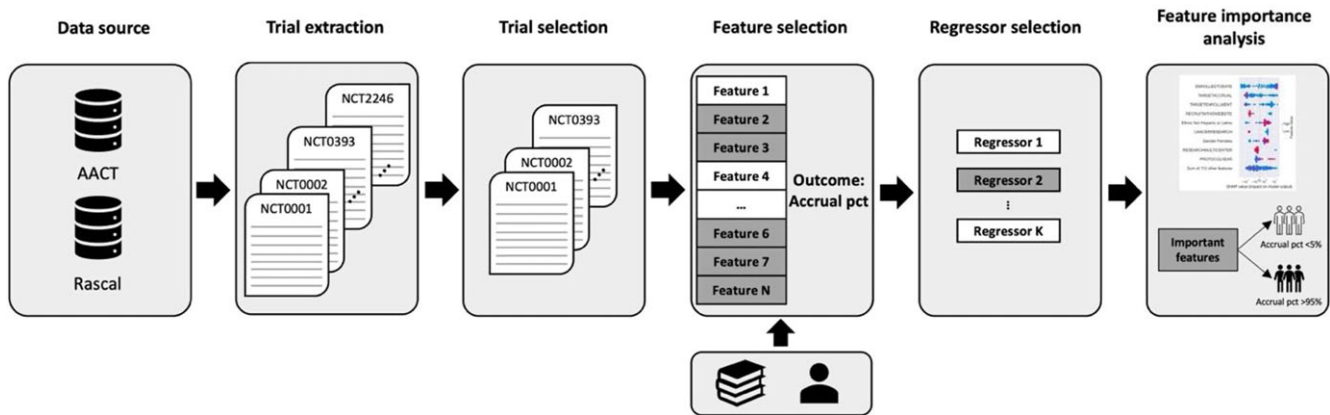 Data source
Trial extraction
Trial selection
Feature selection
Regressor selection
Feature importance
analysis
AACT
Rascal
NCT2246
NCT0393
NCT0002
NCT0001
NCT0393
NCT0002
NCT0001
Feature 1
Feature 2
Feature 3
Feature 4
...
Feature 6
Feature 7
Feature N
Outcome:
Accrual pct
Regressor 1
Regressor 2
Regressor K
Important
features
Accrual pct <5%
Accrual pct >95%